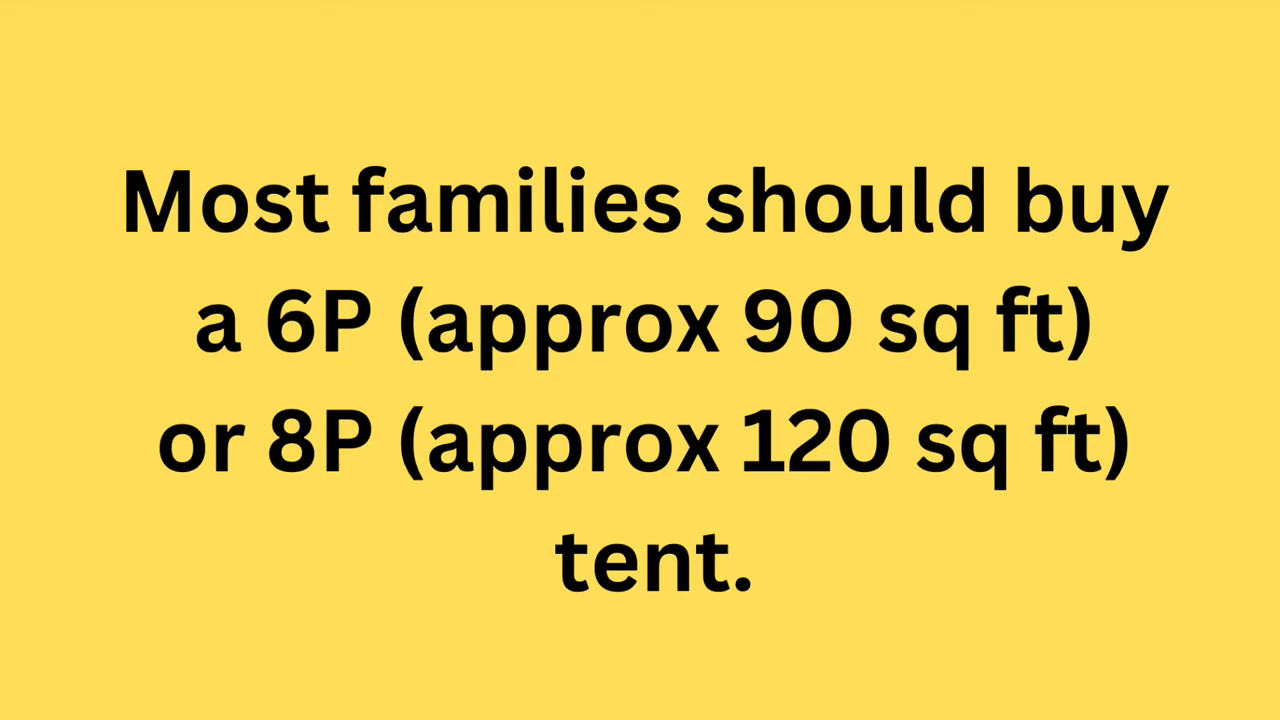 Most families should buy
a 6P (approx 90 sq ft)
or 8P (approx 120 sq ft)
tent.